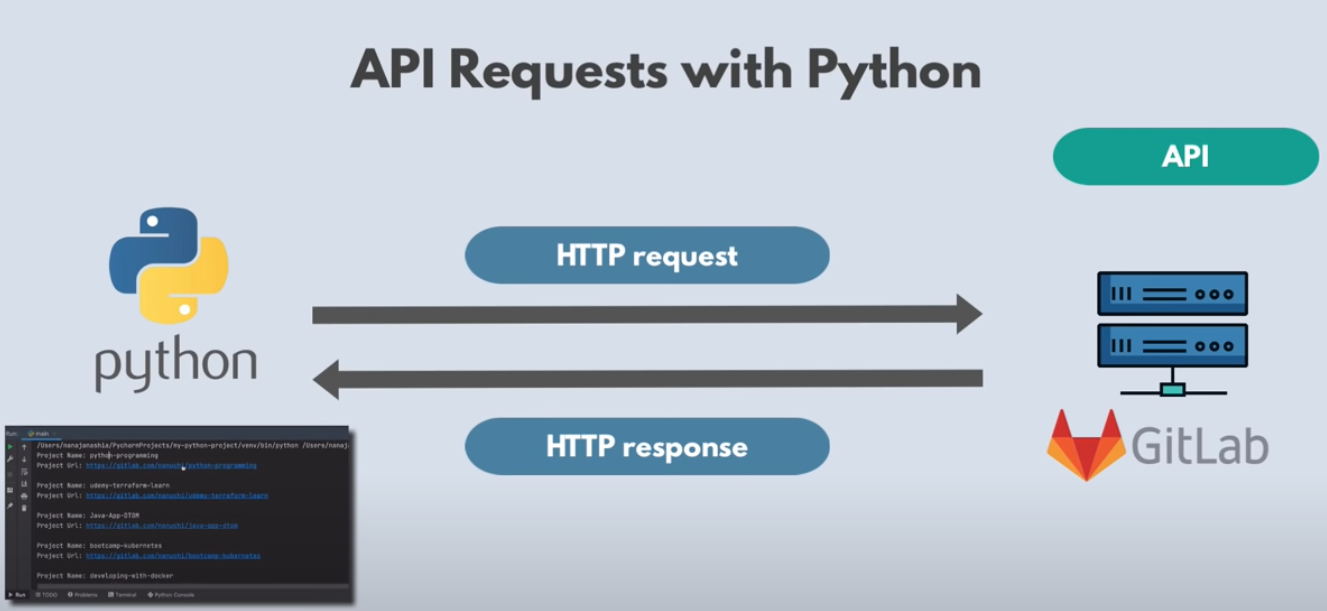 API Requests with Python
API
HTTP request
python
HTTP response
GitLab
Run: main
/Users/nanajanashia/PycharmProjects/my-python-project/venv/bin/python /Users/nanaj
Project Name: python-programming
Project Url: https://gitlab.com/nanuchi/python-programming
Project Name: udemy-terraform-learn
Project Url: https://gitlab.com/nanuchi/udemy-terraform-learn
Project Name: Java-App-DTOM
Project Url: https://gitlab.com/nanuchi/java-app-dtom
Project Name: bootcamp-kubernetes
Project Url: https://gitlab.com/nanuchi/bootcamp-kubernetes
Project Name: developing-with-docker
Run TODO Problems Terminal Python Console